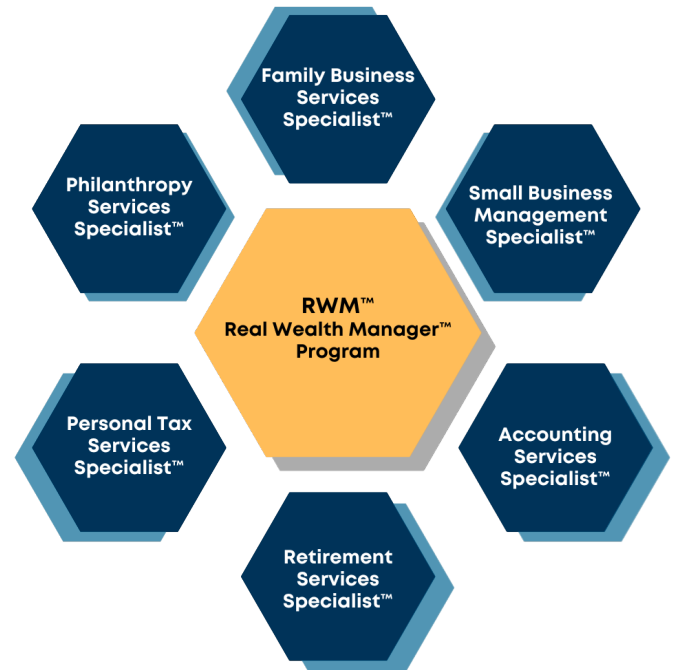 Family Business
Services
Specialist™
Philanthropy
Services
Specialist™
Small Business
Management
Specialist™
RWM™
Real Wealth Manager™
Program
Personal Tax
Services
Specialist™
Accounting
Services
Specialist™
Retirement
Services
Specialist™